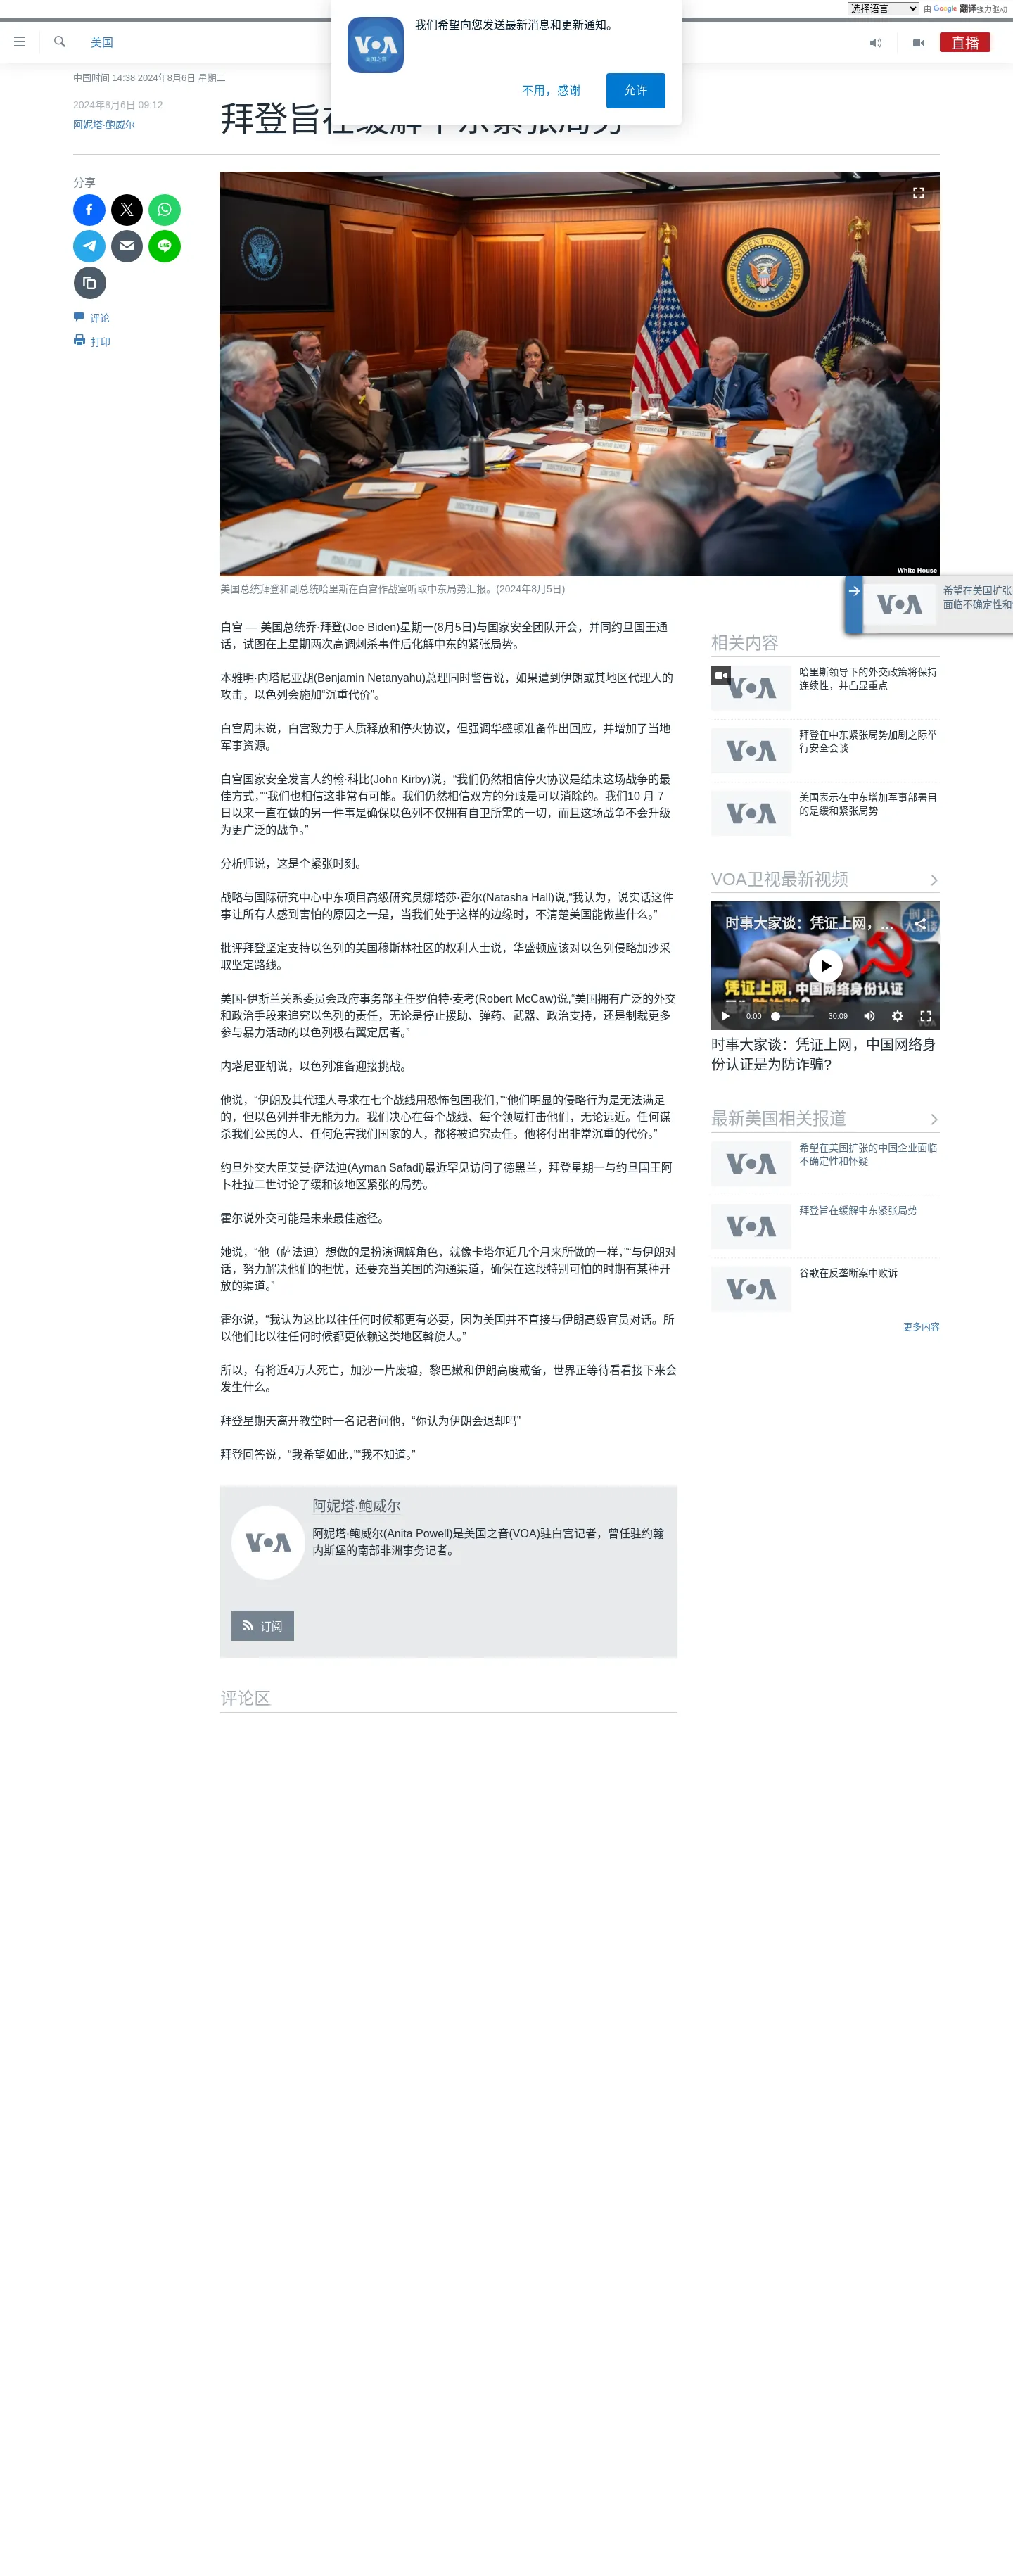 选择语言
由 Google 翻译强力驱动
美国
直播
我们希望向您发送最新消息和更新通知。
VOA
美国之音
不用，感谢
允许
中国时间 14:38 2024年8月6日 星期二
2024年8月6日 09:12
阿妮塔·鲍威尔
拜登旨在缓解中东紧张局势
分享
评论
打印
White House
美国总统拜登和副总统哈里斯在白宫作战室听取中东局势汇报。(2024年8月5日)
希望在美国扩张
面临不确定性和
白宫 — 美国总统乔·拜登(Joe Biden)星期一(8月5日)与国家安全团队开会，并同约旦国王通
话，试图在上星期两次高调刺杀事件后化解中东的紧张局势。
本雅明·内塔尼亚胡(Benjamin Netanyahu)总理同时警告说，如果遭到伊朗或其地区代理人的
攻击，以色列会施加“沉重代价”。
白宫周末说，白宫致力于人质释放和停火协议，但强调华盛顿准备作出回应，并增加了当地
军事资源。
白宫国家安全发言人约翰·科比(John Kirby)说，“我们仍然相信停火协议是结束这场战争的最
佳方式，”“我们也相信这非常有可能。我们仍然相信双方的分歧是可以消除的。我们10 月 7
日以来一直在做的另一件事是确保以色列不仅拥有自卫所需的一切，而且这场战争不会升级
为更广泛的战争。”
分析师说，这是个紧张时刻。
战略与国际研究中心中东项目高级研究员娜塔莎·霍尔(Natasha Hall)说,“我认为，说实话这件
事让所有人感到害怕的原因之一是，当我们处于这样的边缘时，不清楚美国能做些什么。”
批评拜登坚定支持以色列的美国穆斯林社区的权利人士说，华盛顿应该对以色列侵略加沙采
取坚定路线。
美国-伊斯兰关系委员会政府事务部主任罗伯特·麦考(Robert McCaw)说,“美国拥有广泛的外交
和政治手段来追究以色列的责任，无论是停止援助、弹药、武器、政治支持，还是制裁更多
参与暴力活动的以色列极右翼定居者。”
内塔尼亚胡说，以色列准备迎接挑战。
他说，“伊朗及其代理人寻求在七个战线用恐怖包围我们，”“他们明显的侵略行为是无法满足
的，但以色列并非无能为力。我们决心在每个战线、每个领域打击他们，无论远近。任何谋
杀我们公民的人、任何危害我们国家的人，都将被追究责任。他将付出非常沉重的代价。”
约旦外交大臣艾曼·萨法迪(Ayman Safadi)最近罕见访问了德黑兰，拜登星期一与约旦国王阿
卜杜拉二世讨论了缓和该地区紧张的局势。
霍尔说外交可能是未来最佳途径。
她说，“他（萨法迪）想做的是扮演调解角色，就像卡塔尔近几个月来所做的一样，”“与伊朗对
话，努力解决他们的担忧，还要充当美国的沟通渠道，确保在这段特别可怕的时期有某种开
放的渠道。”
霍尔说，“我认为这比以往任何时候都更有必要，因为美国并不直接与伊朗高级官员对话。所
以他们比以往任何时候都更依赖这类地区斡旋人。”
所以，有将近4万人死亡，加沙一片废墟，黎巴嫩和伊朗高度戒备，世界正等待看看接下来会
发生什么。
拜登星期天离开教堂时一名记者问他，“你认为伊朗会退却吗”
拜登回答说，“我希望如此，”“我不知道。”
阿妮塔·鲍威尔
阿妮塔·鲍威尔(Anita Powell)是美国之音(VOA)驻白宫记者，曾任驻约翰
内斯堡的南部非洲事务记者。
订阅
评论区
相关内容
哈里斯领导下的外交政策将保持
连续性，并凸显重点
拜登在中东紧张局势加剧之际举
行安全会谈
美国表示在中东增加军事部署目
的是缓和紧张局势
VOA卫视最新视频
时事大家谈：凭证上网，...
凭证上网，中国网络身份认证
0:00
30:09
时事大家谈：凭证上网，中国网络身
份认证是为防诈骗？
最新美国相关报道
希望在美国扩张的中国企业面临
不确定性和怀疑
拜登旨在缓解中东紧张局势
谷歌在反垄断案中败诉
更多内容